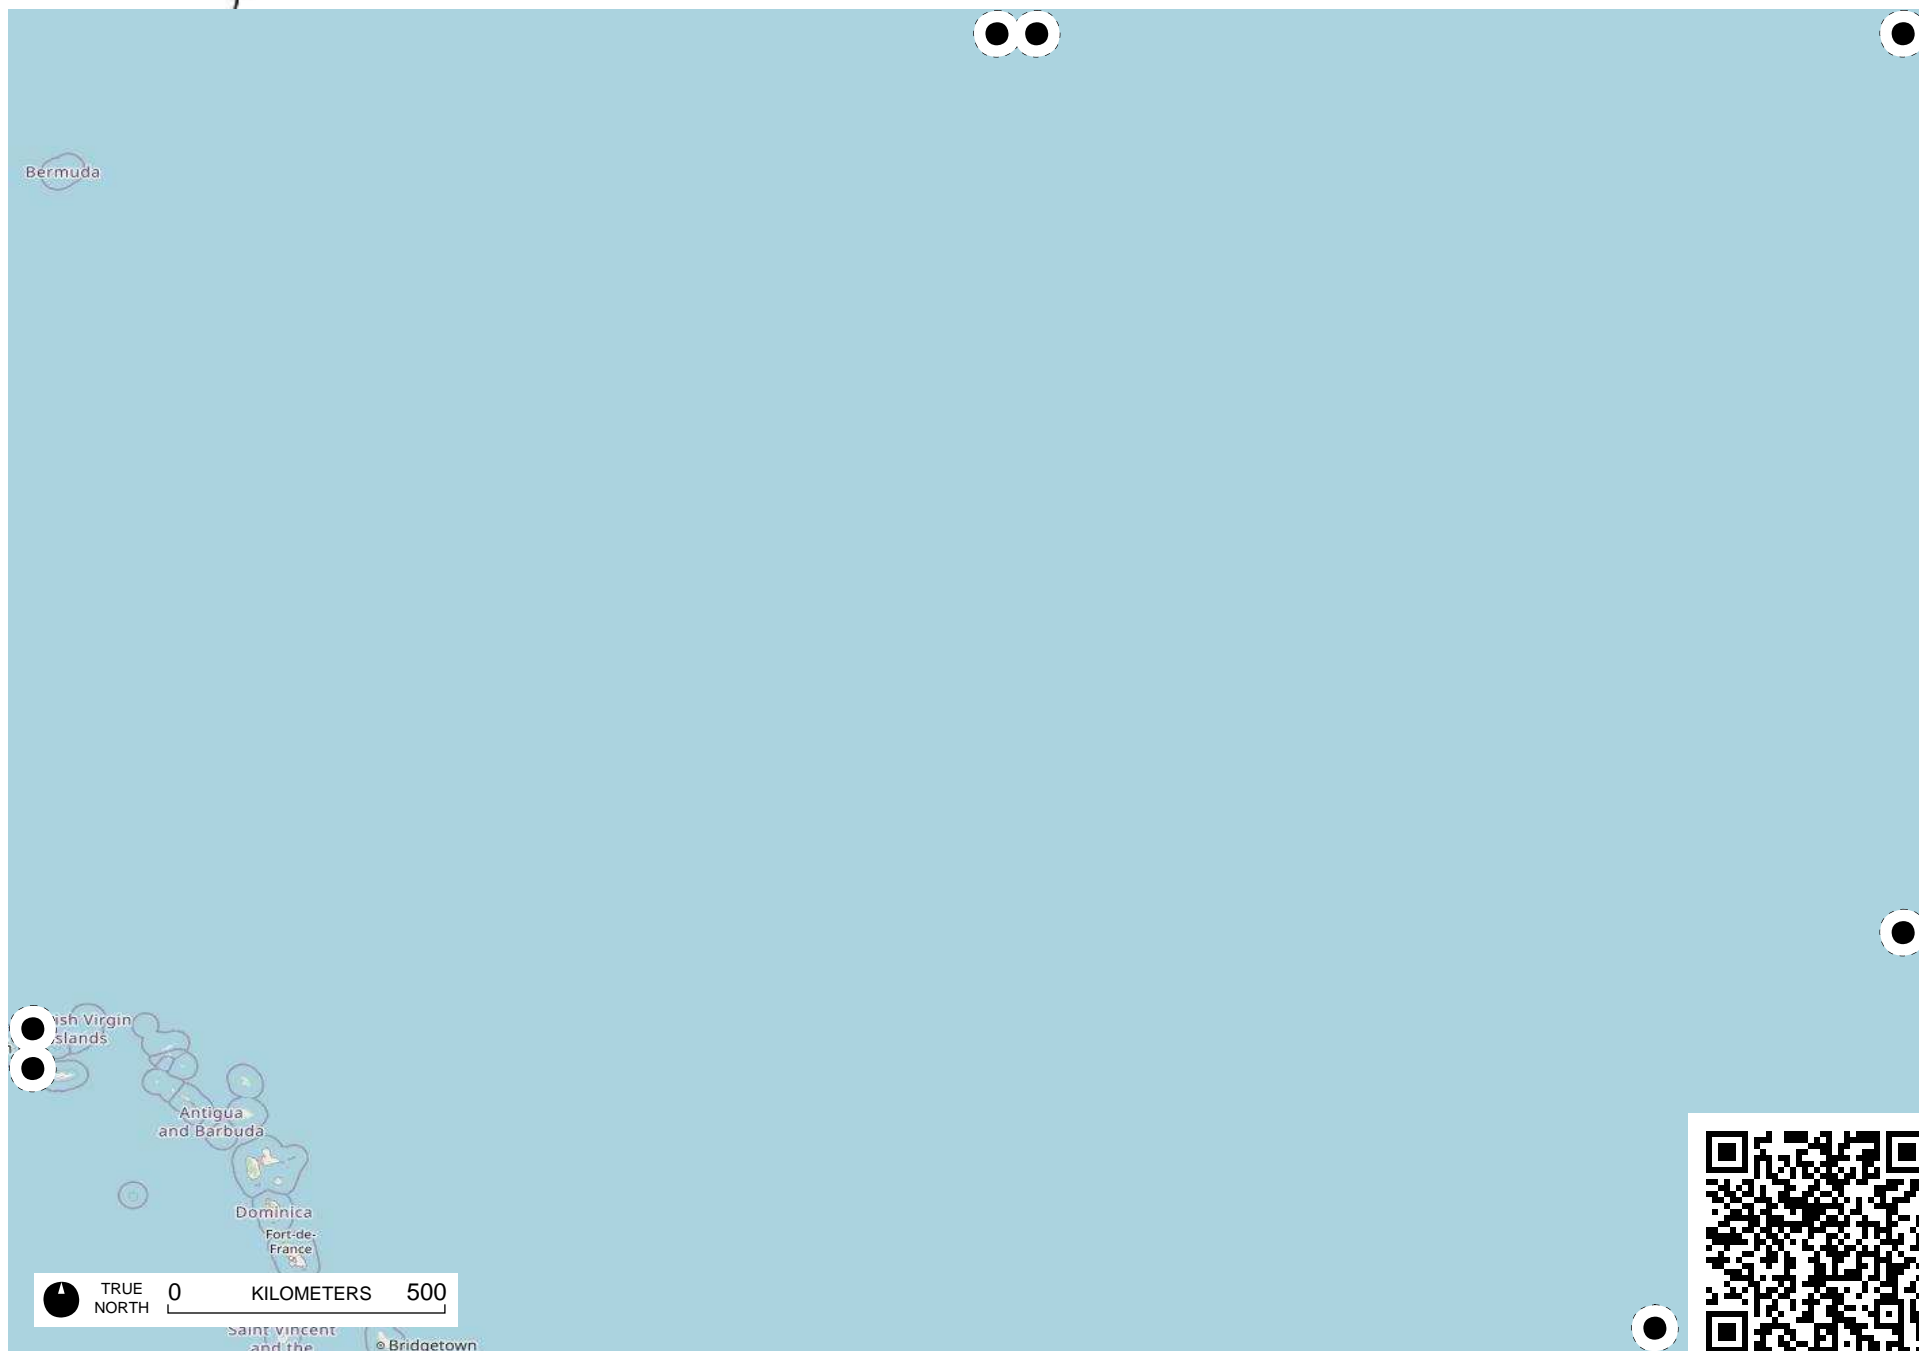 Bermuda
ish Virgin
slands
Antigua
and Barbuda
Dominica
Fort-de-
France
TRUE
NORTH
0 KILOMETERS 500
Saint Vincent
and the
Bridgetown